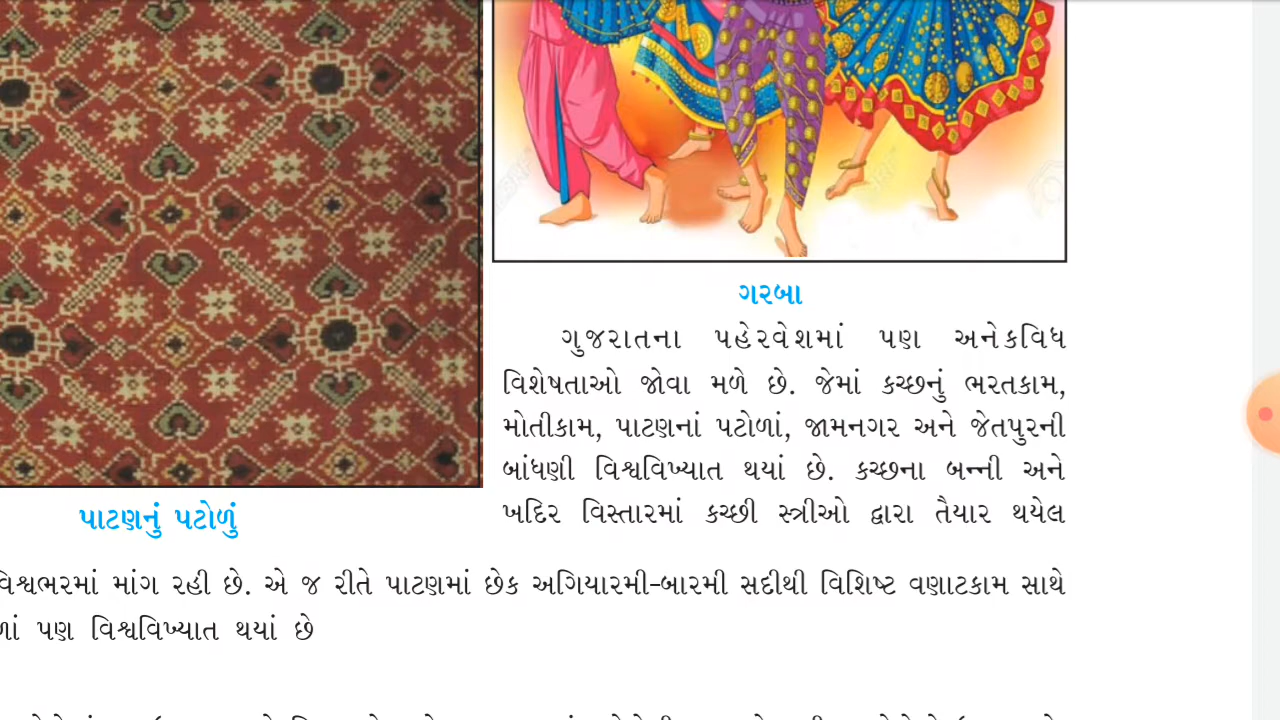 ગરબા
ગુજરાતના પહેરવેશમાં પણ અનેકવિધ
વિશેષતાઓ જોવા મળે છે. જેમાં કચ્છનું ભરતકામ,
મોતીકામ, પાટણનાં પટોળાં, જામનગર અને જેતપુરની
બાંધણી વિશ્વવિખ્યાત થયાં છે. કચ્છના બન્ની અને
ખદિર વિસ્તારમાં કચ્છી સ્ત્રીઓ દ્વારા તૈયાર થયેલ
પાટણનું પટોળું
વિશ્વભરમાં માંગ રહી છે. એ જ રીતે પાટણમાં છેક અગિયારમી-બારમી સદીથી વિશિષ્ટ વણાટકામ સાથે
પણ વિશ્વવિખ્યાત થયાં છે